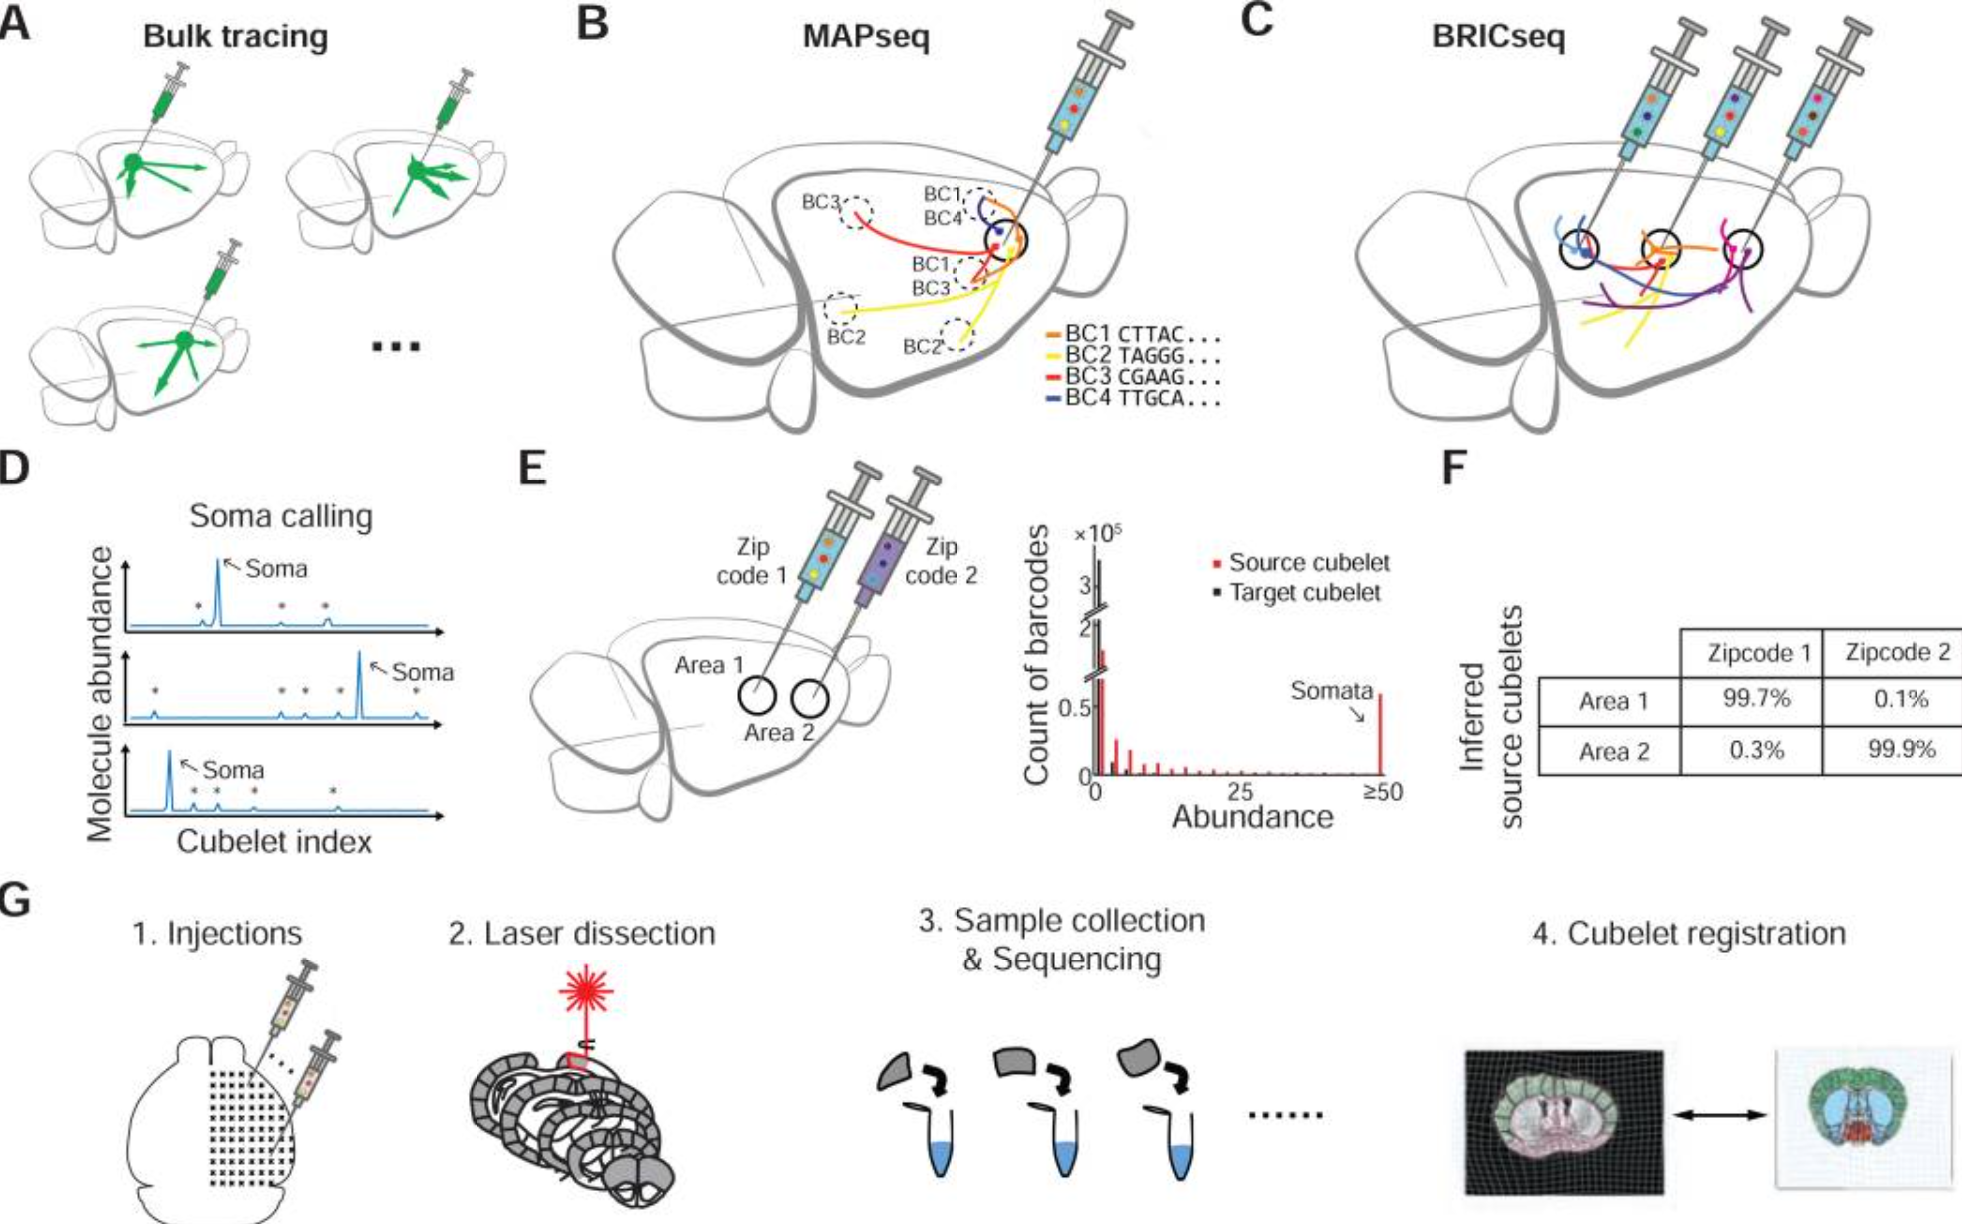 A
Bulk tracing
...
B
MAPseq
BC3
BC1
BC4
BC1
BC3
BC2
BC2
BC1 CTTAC...
BC2 TAGGG...
BC3 CGAAG...
BC4 TTGCA...
C
BRICseq
D
Soma calling
Molecule abundance
Soma
* * *
Soma
* * * * *
Soma
* * * *
Cubelet index
E
Zip
code 1
Zip
code 2
Area 1
Area 2
Count of barcodes
×10⁵
3
2
0.5
0
Source cubelet
Target cubelet
Somata
0 25 ≥50
Abundance
F
Inferred
source cubelets
Zipcode 1 Zipcode 2
Area 1 99.7% 0.1%
Area 2 0.3% 99.9%
G
1. Injections
2. Laser dissection
3. Sample collection
& Sequencing
......
4. Cubelet registration